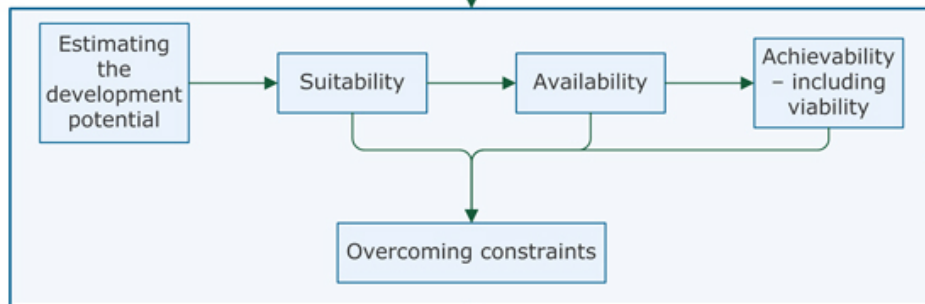 Estimating
the
development
potential
Suitability
Availability
Achievability
– including
viability
Overcoming constraints